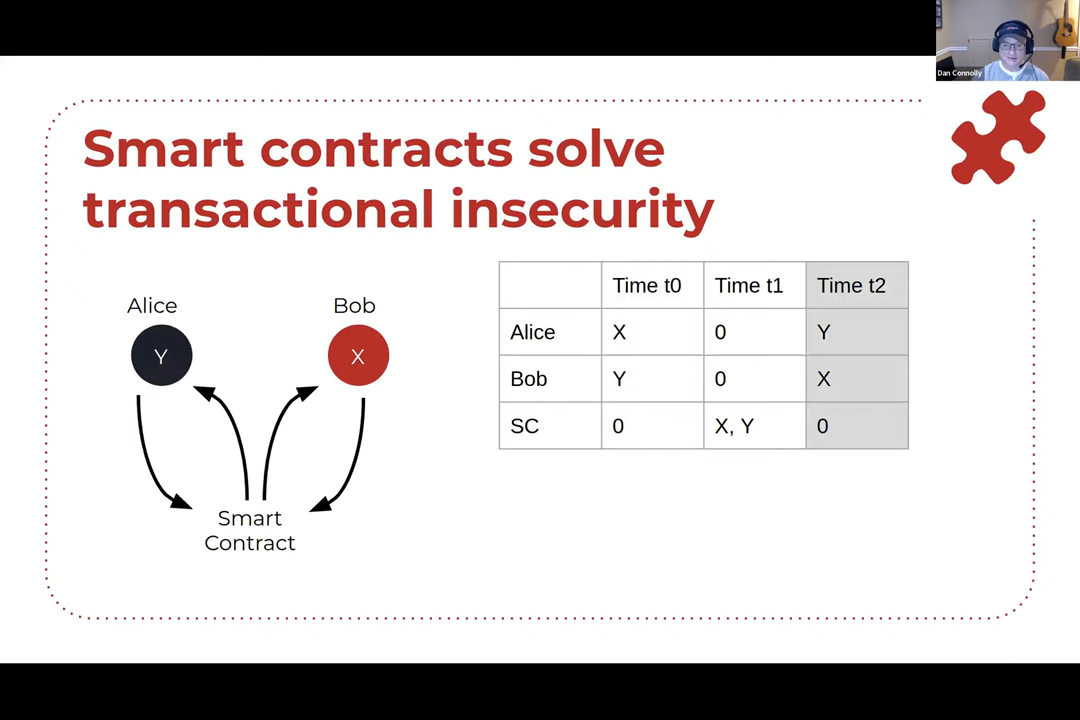 Dan Connolly
Smart contracts solve
transactional insecurity
Alice Bob
Y X
Smart
Contract
Time t0 Time t1 Time t2
Alice X 0 Y
Bob Y 0 X
SC 0 X, Y 0